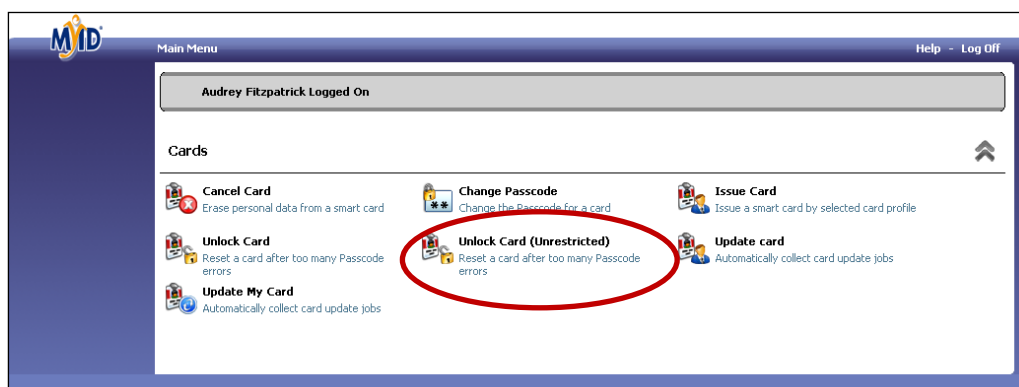 MyID
Main Menu
Help - Log Off
Audrey Fitzpatrick Logged On
Cards
Cancel Card
Erase personal data from a smart card
Change Passcode
Change the Passcode for a card
Issue Card
Issue a smart card by selected card profile
Unlock Card
Reset a card after too many Passcode
errors
Unlock Card (Unrestricted)
Reset a card after too many Passcode
errors
Update card
Automatically collect card update jobs
Update My Card
Automatically collect card update jobs